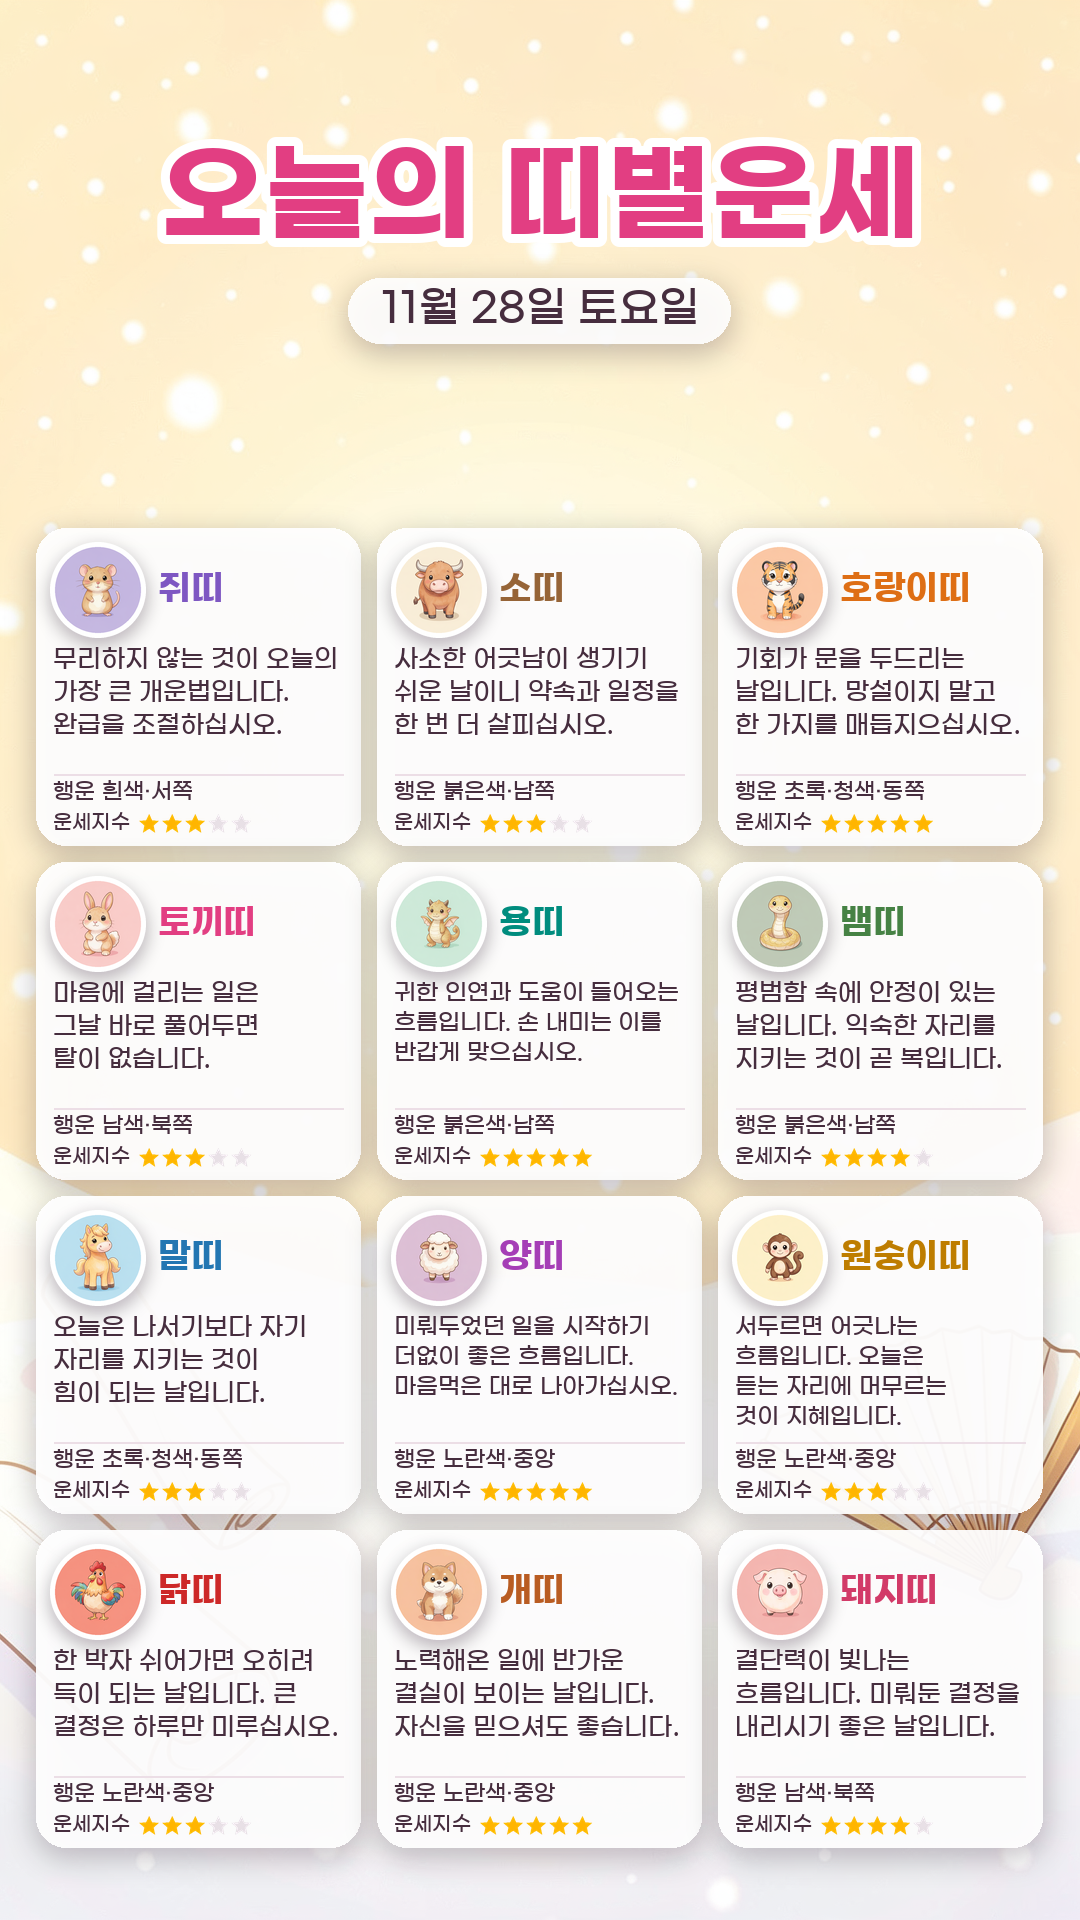 오늘의 띠별운세
11월 28일 토요일
쥐띠
무리하지 않는 것이 오늘의
가장 큰 개운법입니다.
완급을 조절하십시오.
행운 흰색·서쪽
운세지수 ★★★★★
소띠
사소한 어긋남이 생기기
쉬운 날이니 약속과 일정을
한 번 더 살피십시오.
행운 붉은색·남쪽
운세지수 ★★★★★
호랑이띠
기회가 문을 두드리는
날입니다. 망설이지 말고
한 가지를 매듭지으십시오.
행운 초록·청색·동쪽
운세지수 ★★★★★
토끼띠
마음에 걸리는 일은
그날 바로 풀어두면
탈이 없습니다.
행운 남색·북쪽
운세지수 ★★★★★
용띠
귀한 인연과 도움이 들어오는
흐름입니다. 손 내미는 이를
반갑게 맞으십시오.
행운 붉은색·남쪽
운세지수 ★★★★★
뱀띠
평범함 속에 안정이 있는
날입니다. 익숙한 자리를
지키는 것이 곧 복입니다.
행운 붉은색·남쪽
운세지수 ★★★★★
말띠
오늘은 나서기보다 자기
자리를 지키는 것이
힘이 되는 날입니다.
행운 초록·청색·동쪽
운세지수 ★★★★★
양띠
미뤄두었던 일을 시작하기
더없이 좋은 흐름입니다.
마음먹은 대로 나아가십시오.
행운 노란색·중앙
운세지수 ★★★★★
원숭이띠
서두르면 어긋나는
흐름입니다. 오늘은
듣는 자리에 머무르는
것이 지혜입니다.
행운 노란색·중앙
운세지수 ★★★★★
닭띠
한 박자 쉬어가면 오히려
득이 되는 날입니다. 큰
결정은 하루만 미루십시오.
행운 노란색·중앙
운세지수 ★★★★★
개띠
노력해온 일에 반가운
결실이 보이는 날입니다.
자신을 믿으셔도 좋습니다.
행운 노란색·중앙
운세지수 ★★★★★
돼지띠
결단력이 빛나는
흐름입니다. 미뤄둔 결정을
내리시기 좋은 날입니다.
행운 남색·북쪽
운세지수 ★★★★★